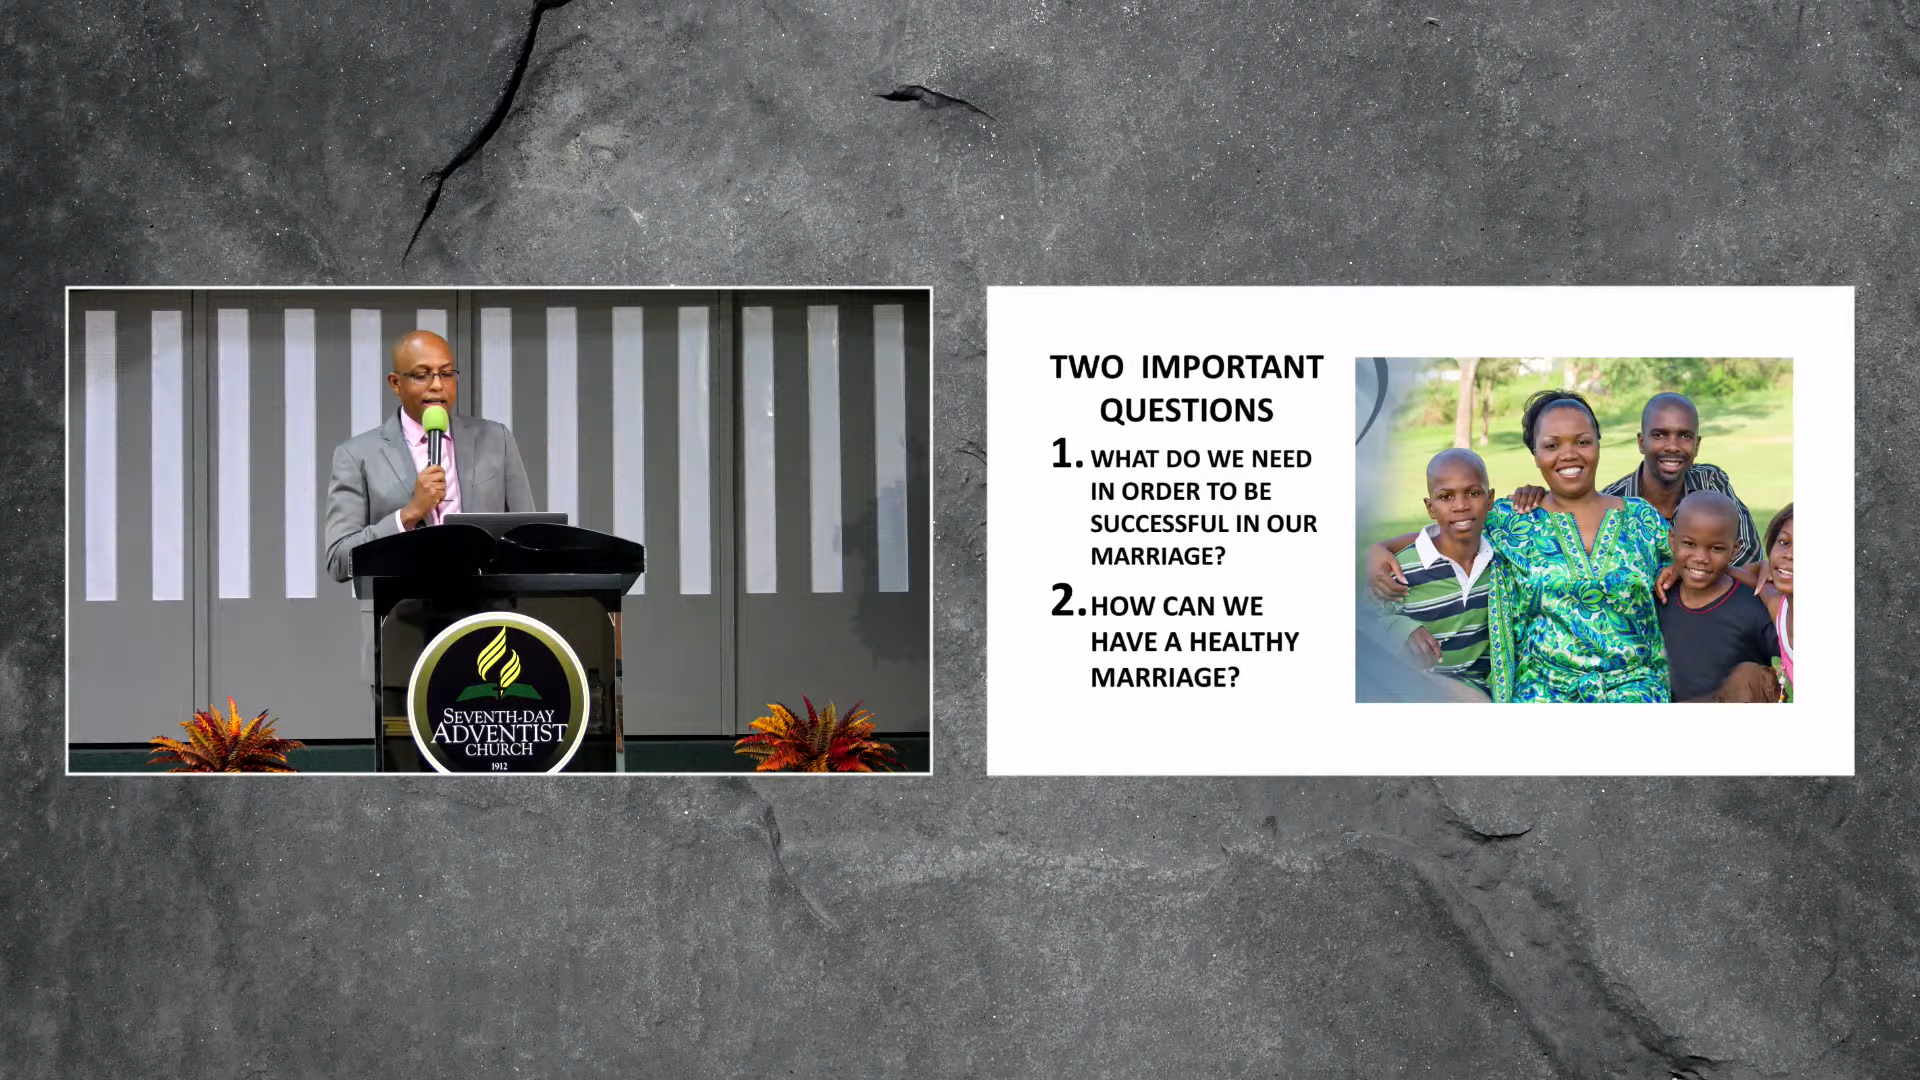 SEVENTH-DAY
ADVENTIST
CHURCH
1912
TWO IMPORTANT
QUESTIONS
1. WHAT DO WE NEED
IN ORDER TO BE
SUCCESSFUL IN OUR
MARRIAGE?
2. HOW CAN WE
HAVE A HEALTHY
MARRIAGE?